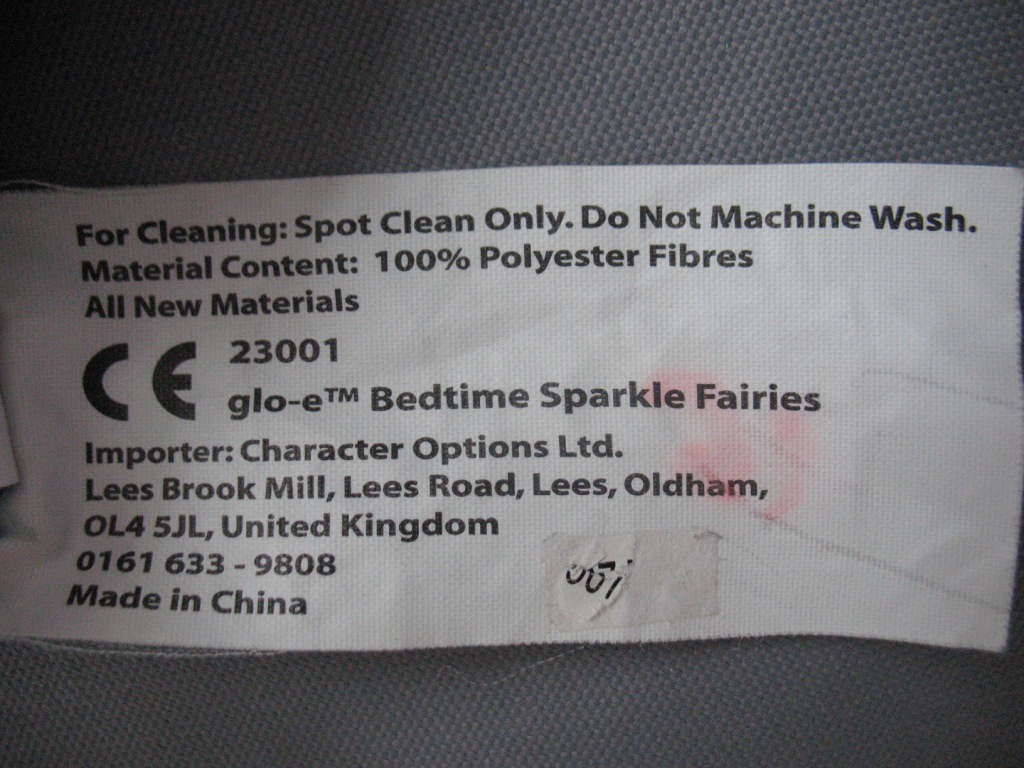 For Cleaning: Spot Clean Only. Do Not Machine Wash.
Material Content: 100% Polyester Fibres
All New Materials
CE 23001
glo-e™ Bedtime Sparkle Fairies
Importer: Character Options Ltd.
Lees Brook Mill, Lees Road, Lees, Oldham,
OL4 5JL, United Kingdom
0161 633 - 9808
Made in China